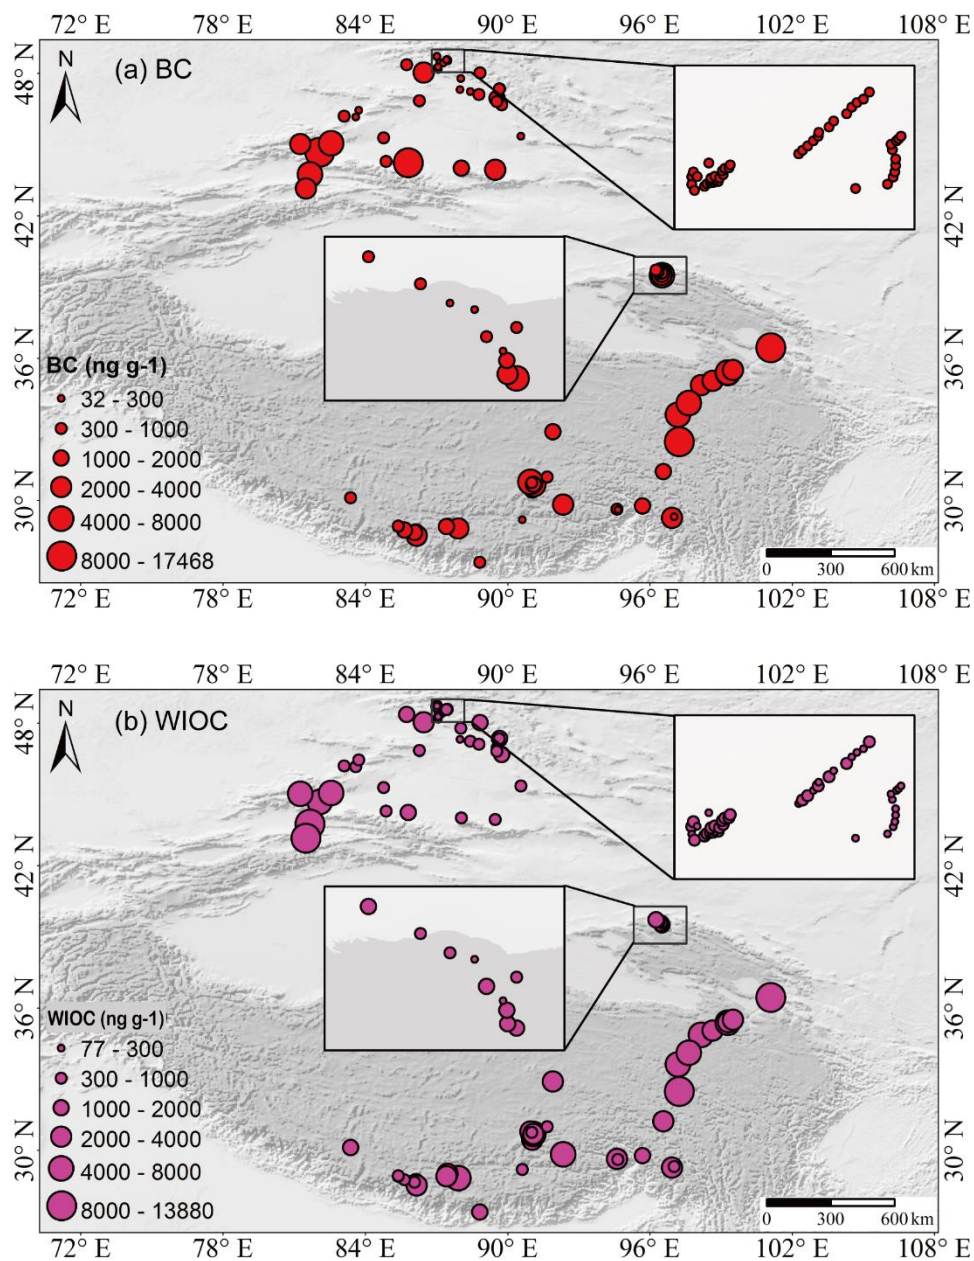 72° E 78° E 84° E 90° E 96° E 102° E 108° E
48° N 48° N
(a) BC
N
42° N 42° N
36° N 36° N
BC (ng g-1)
32 - 300
300 - 1000
1000 - 2000
2000 - 4000
4000 - 8000
8000 - 17468
30° N 30° N
0 300 600 km
72° E 78° E 84° E 90° E 96° E 102° E 108° E
72° E 78° E 84° E 90° E 96° E 102° E 108° E
48° N 48° N
(b) WIOC
N
42° N 42° N
36° N 36° N
WIOC (ng g-1)
77 - 300
300 - 1000
1000 - 2000
2000 - 4000
4000 - 8000
8000 - 13880
30° N 30° N
0 300 600 km
72° E 78° E 84° E 90° E 96° E 102° E 108° E